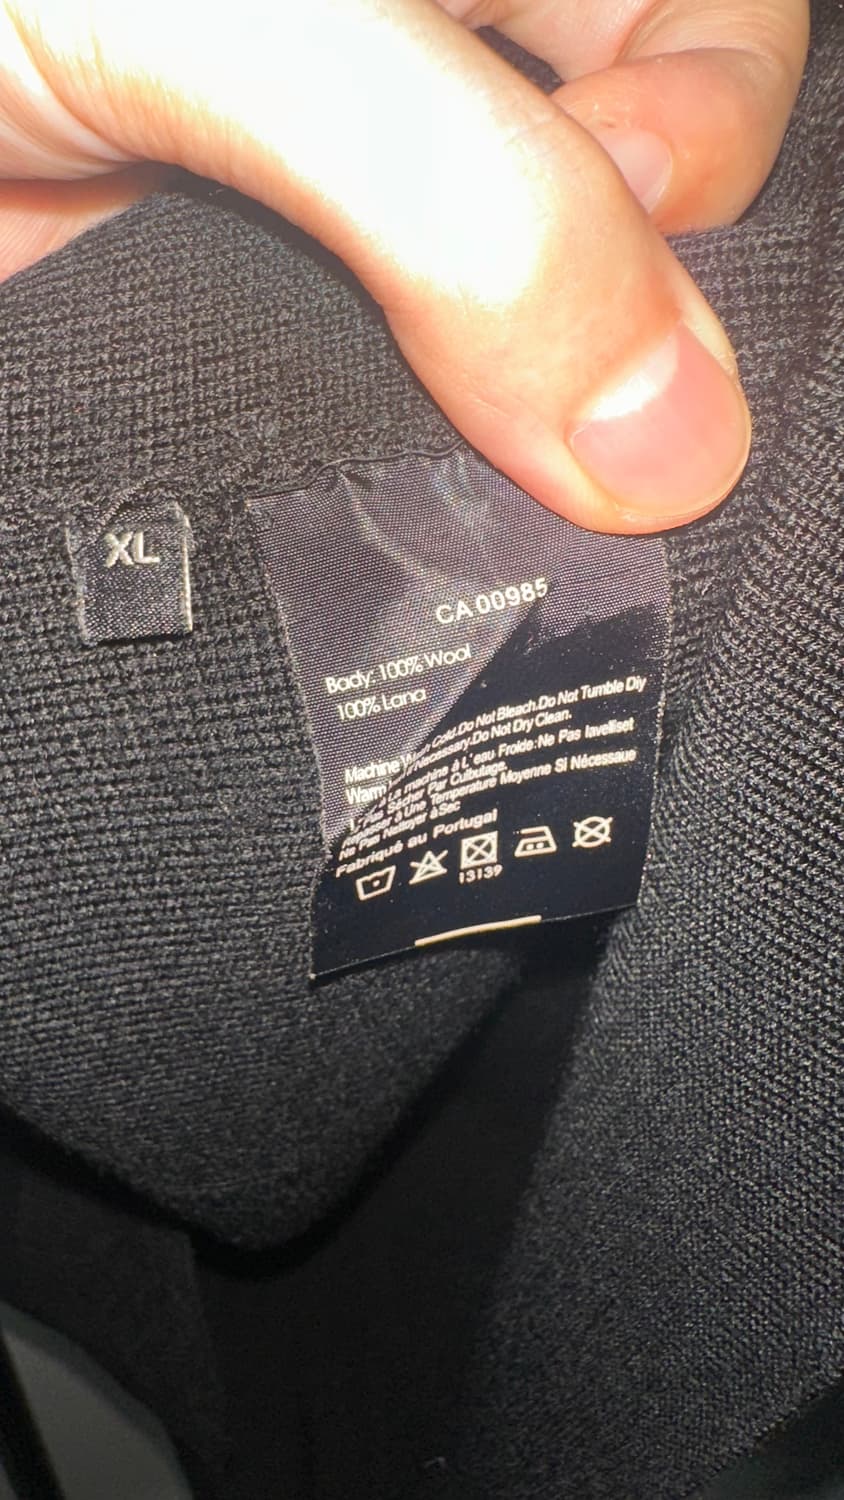 XL
CA 00985
Body: 100% Wool
100% Lana
Machine Wash Cold.Do Not Bleach.Do Not Tumble Diy
Warm If Necessary.Do Not Dry Clean.
La machine à L'eau Froide:Ne Pas lavelliset
Pas Sécher Par Culbutage.
Repasser à Une Temperature Moyenne SI Nécessaue
Ne Pas Nettoyer à Sec
Fabriqué au Portugal
13139